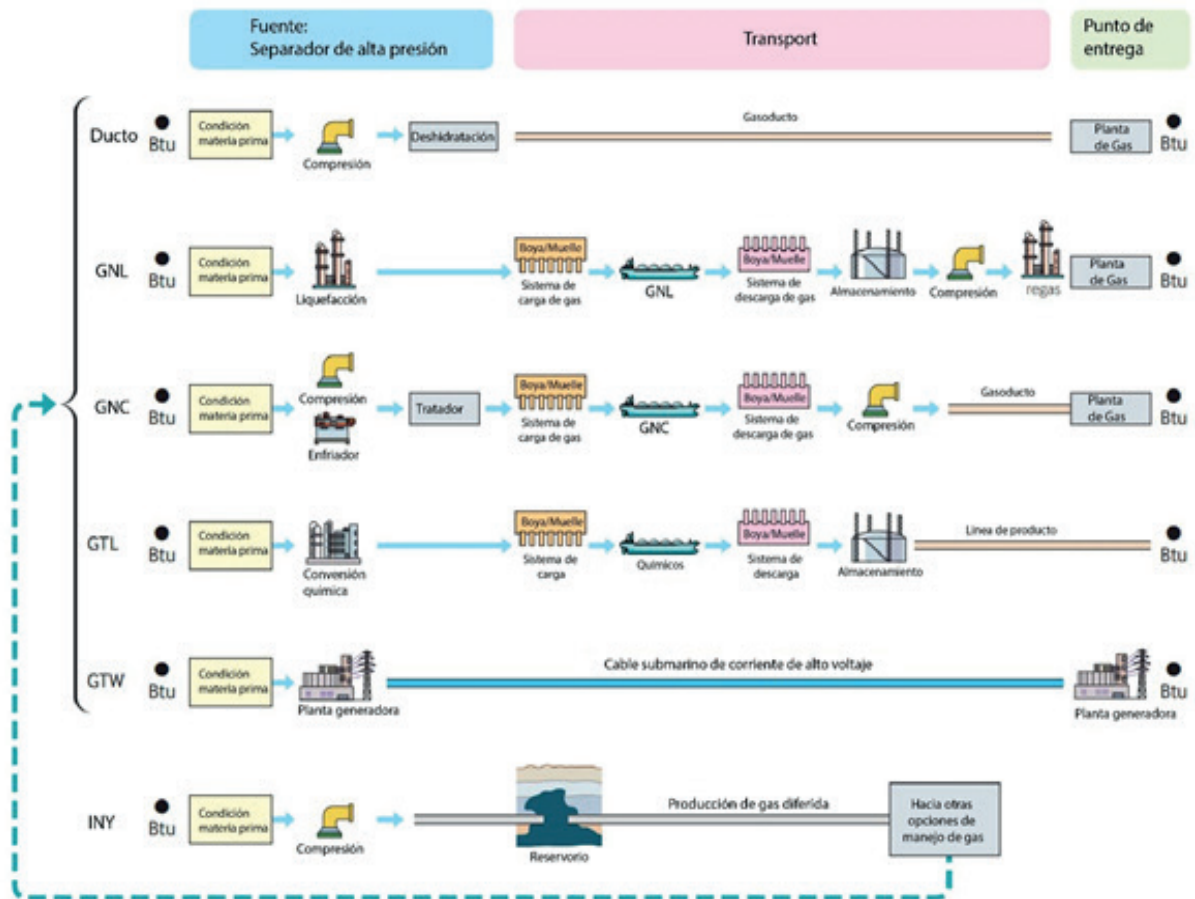 Fuente:
Separador de alta presión
Transport
Punto de
entrega
Ducto
Btu
Condición
materia prima
Compresión
Deshidratación
Gasoducto
Planta
de Gas
Btu
GNL
Btu
Condición
materia prima
Liquefacción
Boya/Muelle
Sistema de
carga de gas
GNL
Boya/Muelle
Sistema de
descarga de gas
Almacenamiento
Compresión
regas
Planta
de Gas
Btu
GNC
Btu
Condición
materia prima
Compresión
Enfriador
Tratador
Boya/Muelle
Sistema de
carga de gas
GNC
Boya/Muelle
Sistema de
descarga de gas
Compresión
Gasoducto
Planta
de Gas
Btu
GTL
Btu
Condición
materia prima
Conversión
quimica
Boya/Muelle
Sistema de
carga
Químicos
Boya/Muelle
Sistema de
descarga
Almacenamiento
Linea de producto
Btu
GTW
Btu
Condición
materia prima
Planta generadora
Cable submarino de corriente de alto voltaje
Planta generadora
Btu
INY
Btu
Condición
materia prima
Compresión
Reservorio
Producción de gas diferida
Hacia otras
opciones de
manejo de gas